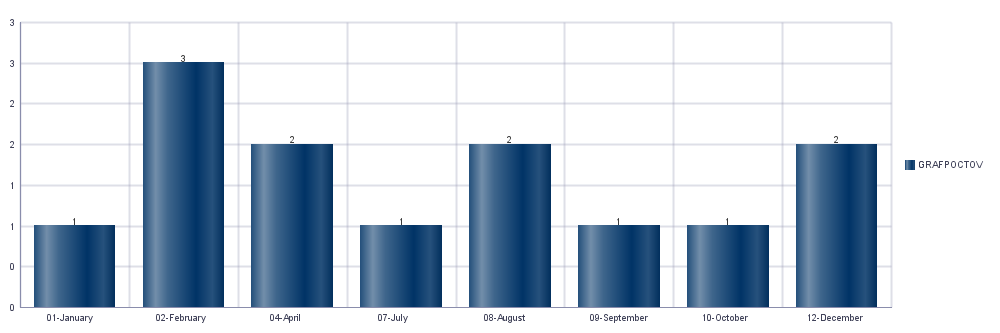 3
3
2
2
1
1
0
0
1
3
2
1
2
1
1
2
01-January
02-February
04-April
07-July
08-August
09-September
10-October
12-December
GRAFPOCTOV